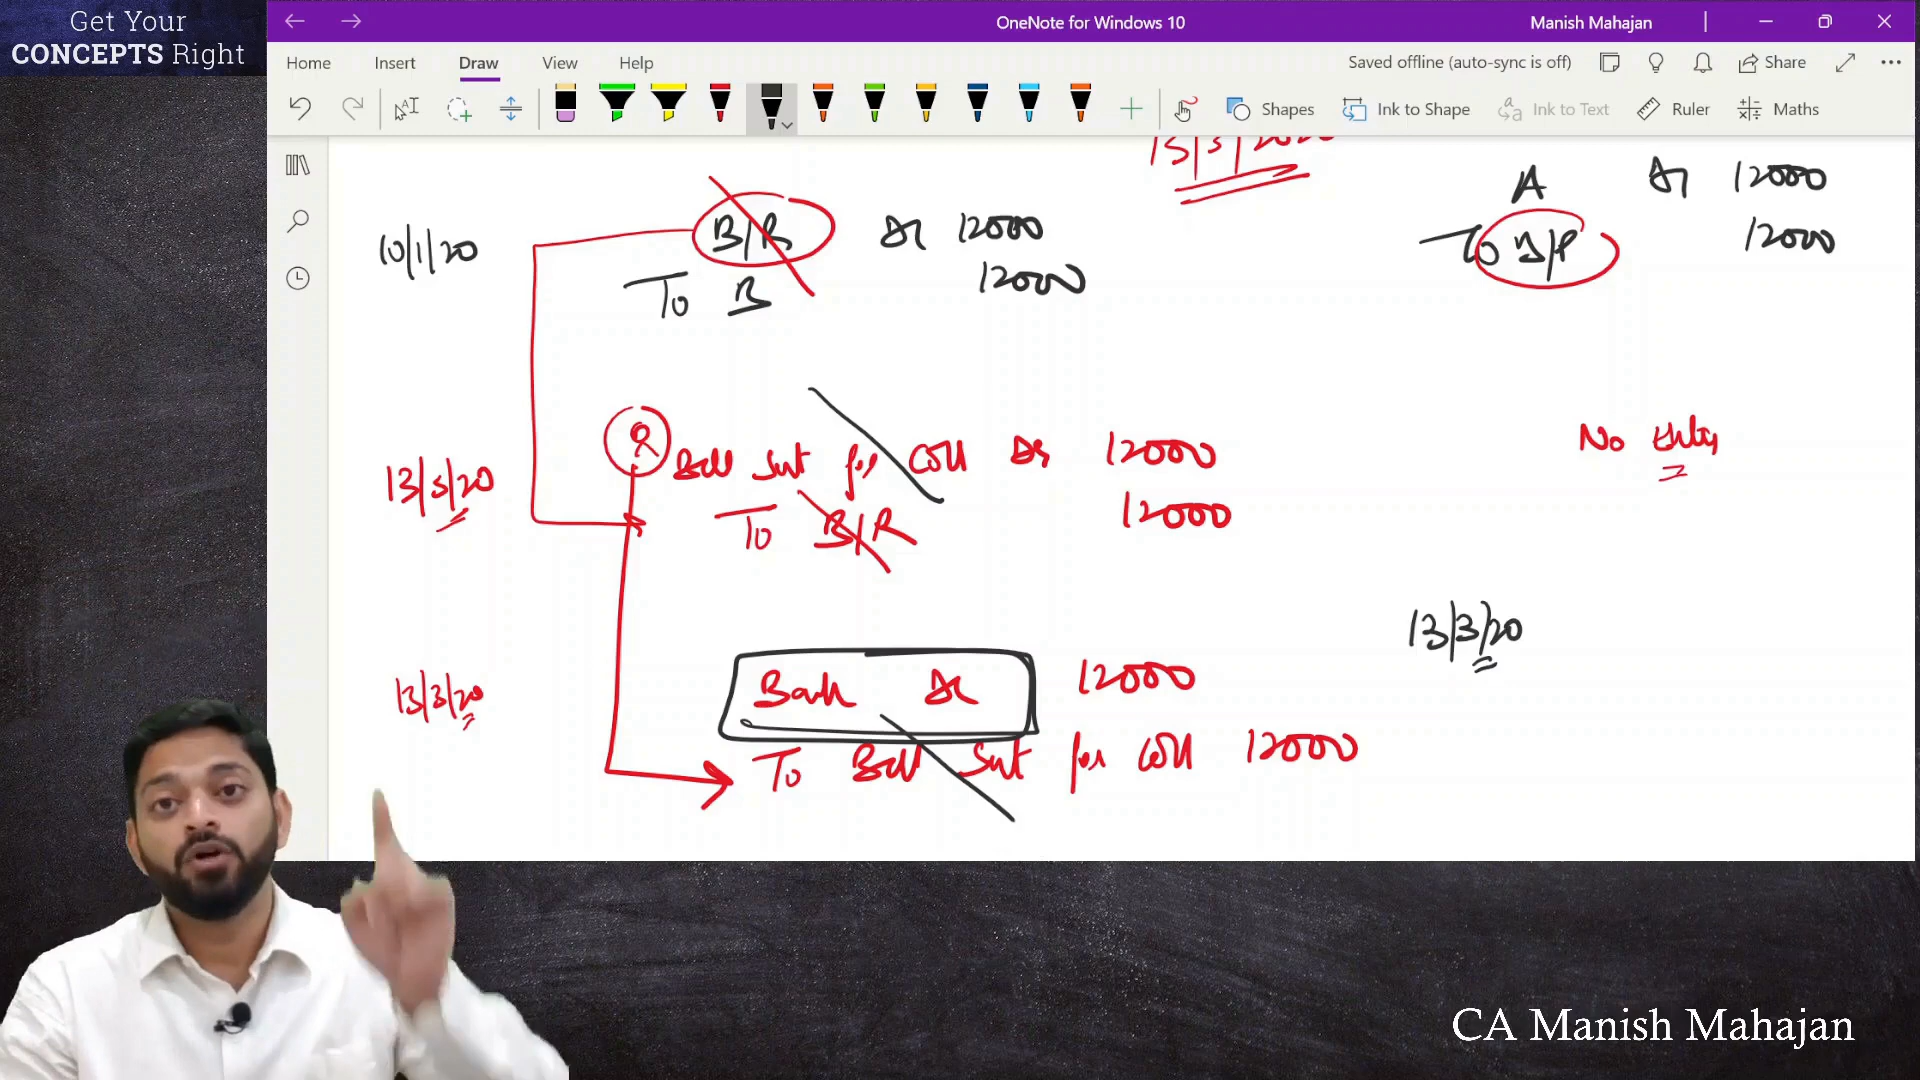 Get Your
CONCEPTS Right
OneNote for Windows 10
Manish Mahajan
Home Insert Draw View Help
Saved offline (auto-sync is off)
Share
Shapes
Ink to Shape
Ink to Text
Ruler
Maths
10/1/20
B/R Dr 12000
To B 12000
A Dr 12000
To B/P 12000
13/3/20
Bill Sent for Coll Dr 12000
To B/R 12000
No Entry
13/3/20
Bank Dr 12000
To Bill Sent for Coll 12000
13/3/20
CA Manish Mahajan